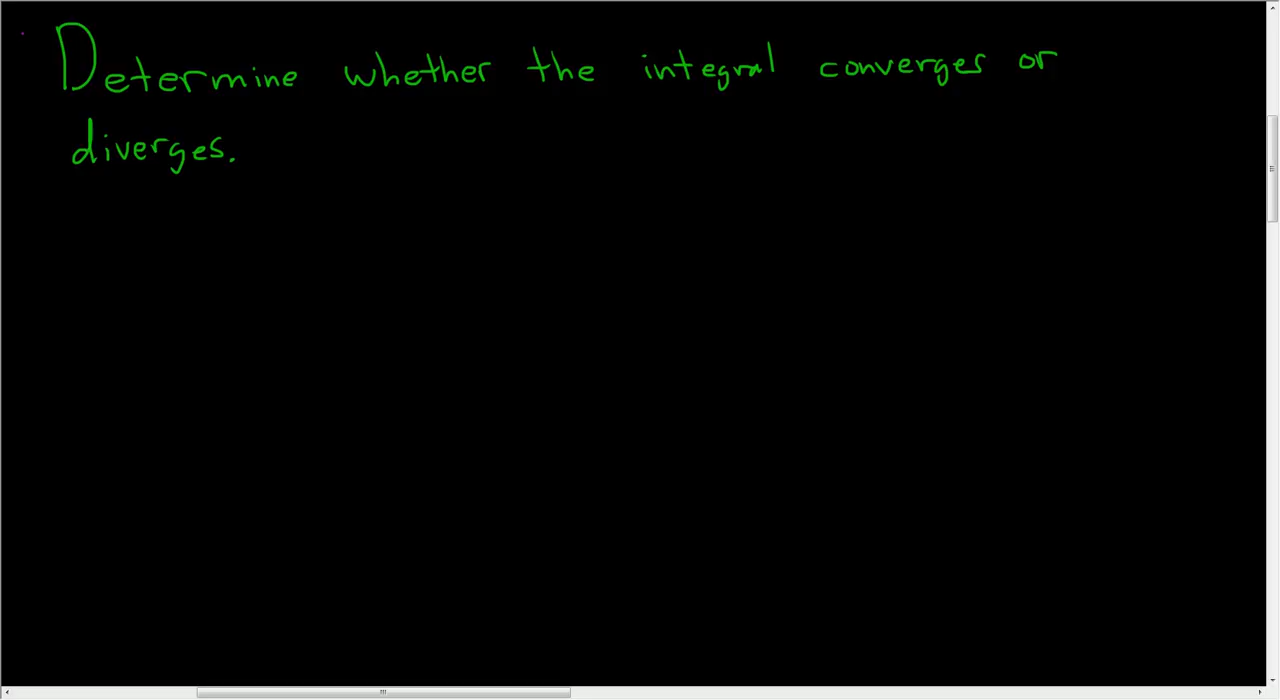 Determine whether the integral converges or
diverges.